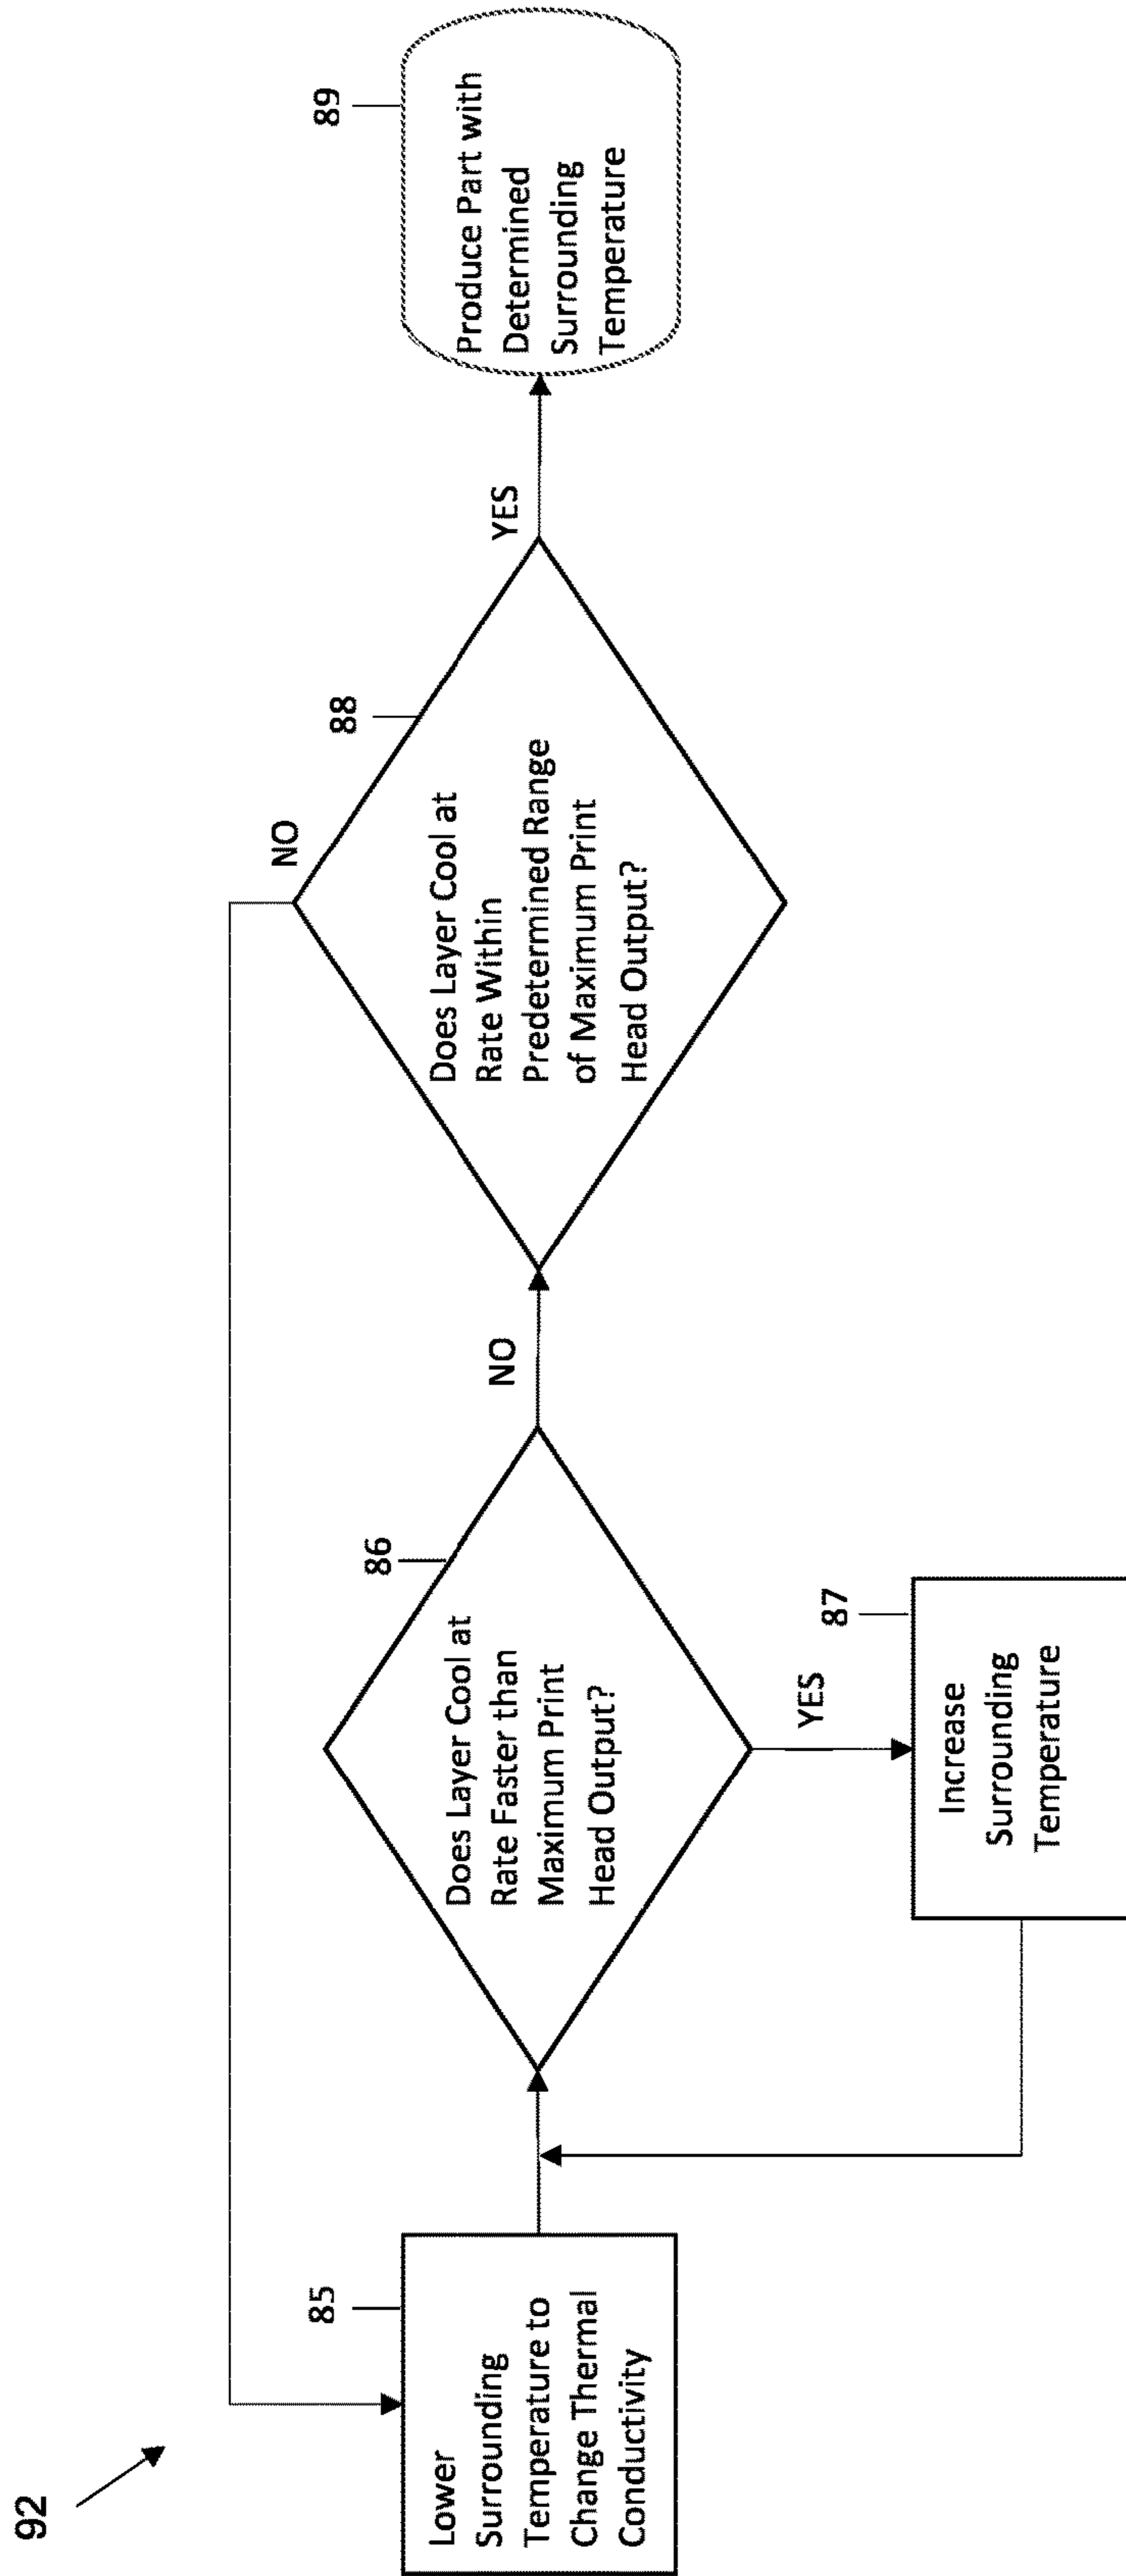 92
85
Lower
Surrounding
Temperature to
Change Thermal
Conductivity
86
Does Layer Cool at
Rate Faster than
Maximum Print
Head Output?
YES
87
Increase
Surrounding
Temperature
NO
88
Does Layer Cool at
Rate Within
Predetermined Range
of Maximum Print
Head Output?
NO
YES
89
Produce Part with
Determined
Surrounding
Temperature